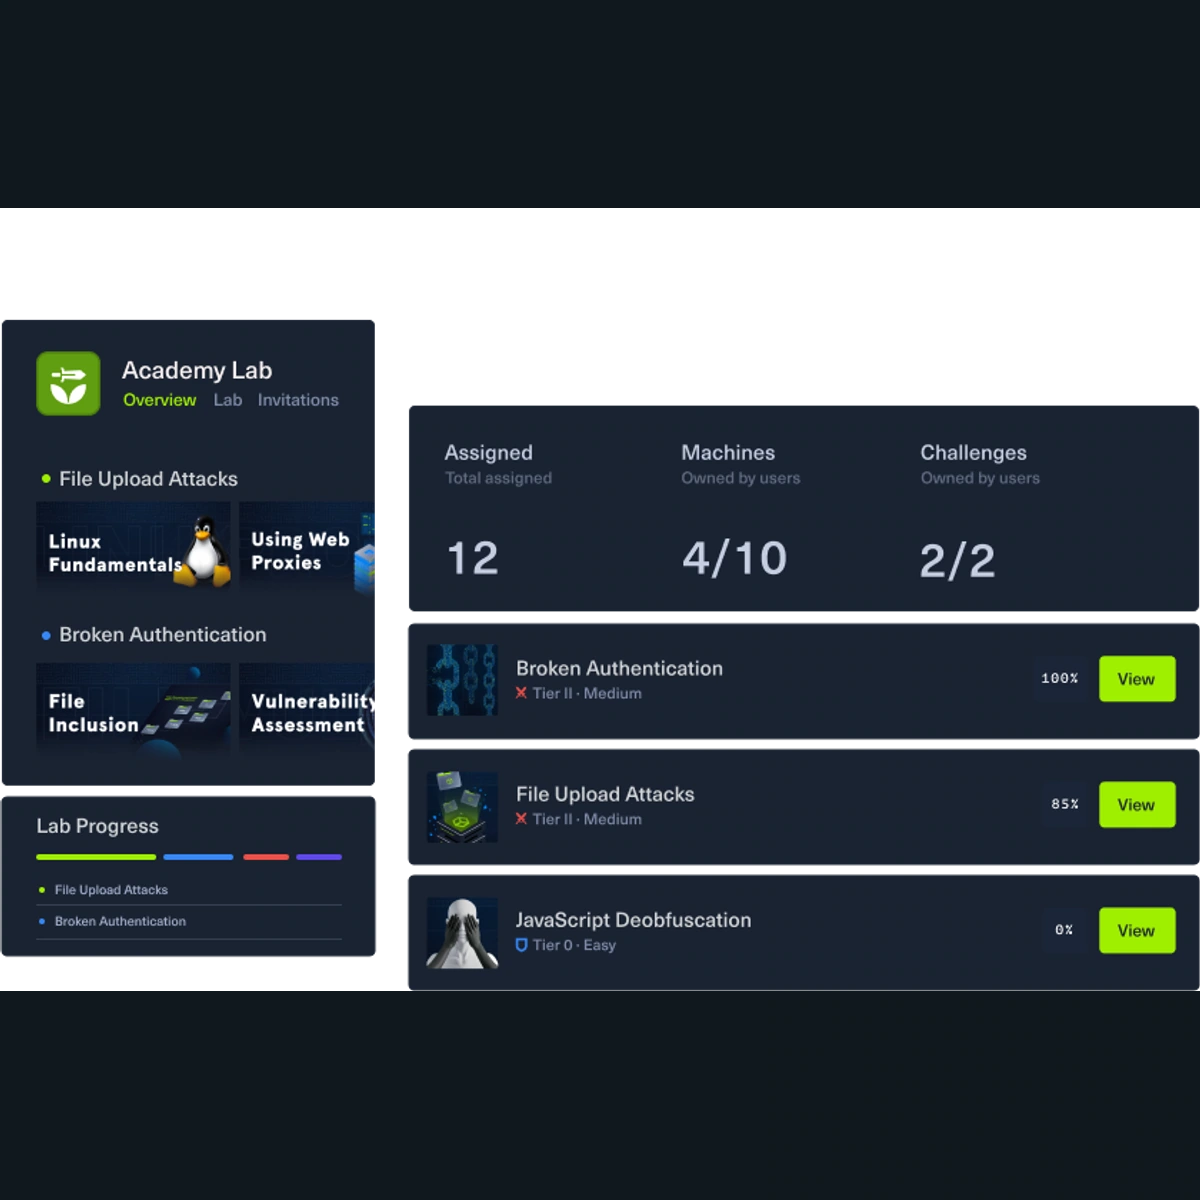 Academy Lab
Overview Lab Invitations
File Upload Attacks
Linux
Fundamentals
Using Web
Proxies
Broken Authentication
File
Inclusion
Vulnerability
Assessment
Lab Progress
File Upload Attacks
Broken Authentication
Assigned
Total assigned
12
Machines
Owned by users
4/10
Challenges
Owned by users
2/2
Broken Authentication
Tier II · Medium
100%
View
File Upload Attacks
Tier II · Medium
85%
View
JavaScript Deobfuscation
Tier 0 · Easy
0%
View